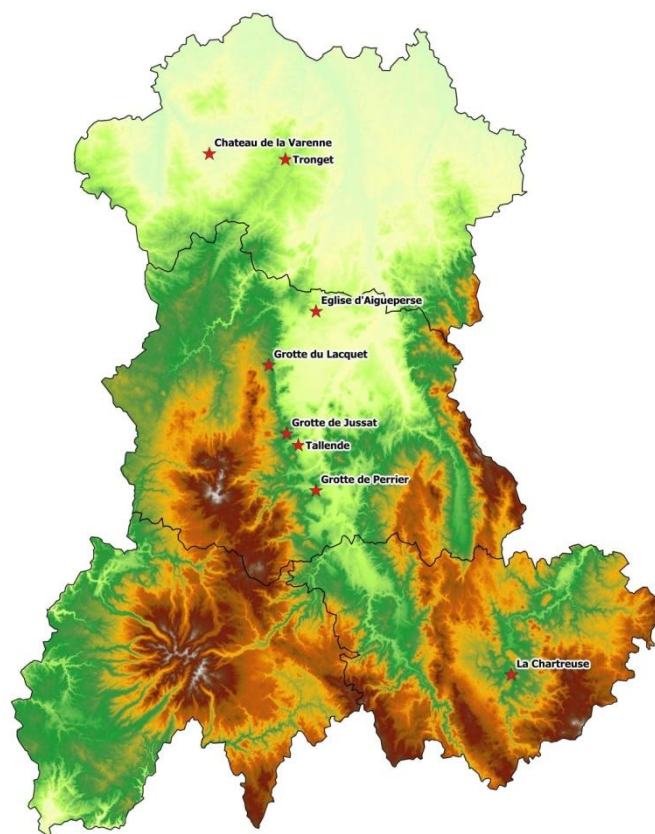 Chateau de la Varenne
Tronget
Eglise d'Aigueperse
Grotte du Lacquet
Grotte de Jussat
Tallende
Grotte de Perrier
La Chartreuse